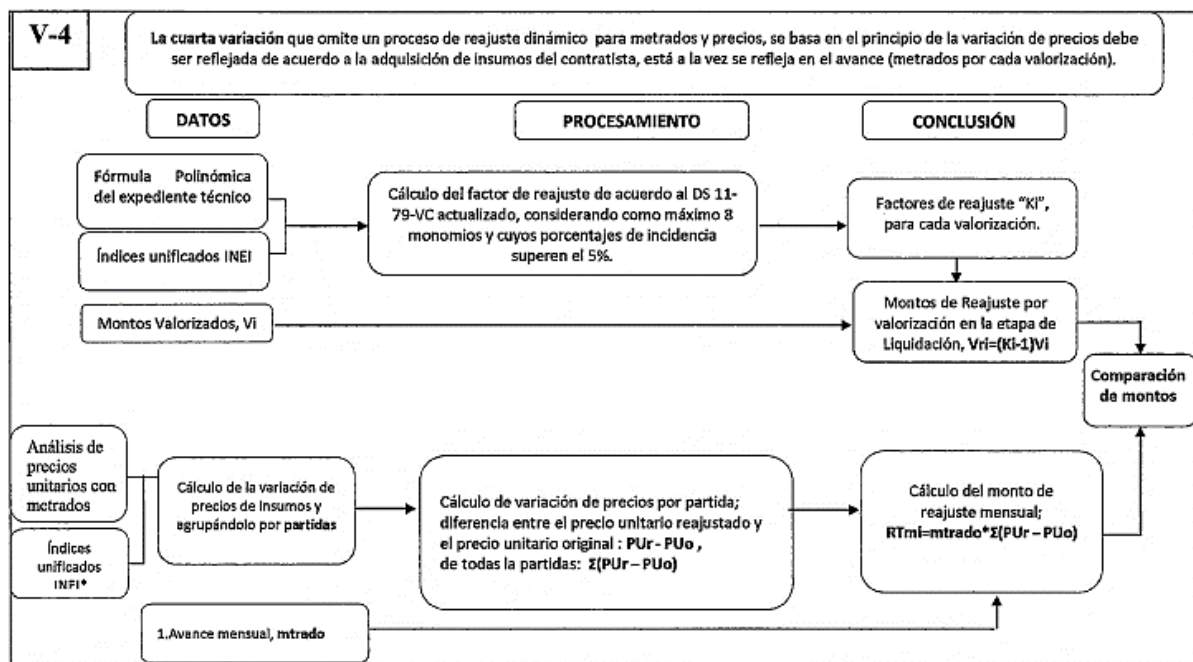 V-4
La cuarta variación que omite un proceso de reajuste dinámico para metrados y precios, se basa en el principio de la variación de precios debe
ser reflejada de acuerdo a la adquisición de insumos del contratista, está a la vez se refleja en el avance (metrados por cada valorización).
DATOS
PROCESAMIENTO
CONCLUSIÓN
Fórmula Polinómica
del expediente técnico
Índices unificados INEI
Cálculo del factor de reajuste de acuerdo al DS 11-
79-VC actualizado, considerando como máximo 8
monomios y cuyos porcentajes de incidencia
superen el 5%.
Factores de reajuste "Ki",
para cada valorización.
Montos Valorizados, Vi
Montos de Reajuste por
valorización en la etapa de
Liquidación, Vri=(Ki-1)Vi
Comparación
de montos
Análisis de
precios
unitarios con
metrados
Índices
unificados
INEI*
Cálculo de la variación de
precios de insumos y
agrupándolo por partidas
Cálculo de variación de precios por partida;
diferencia entre el precio unitario reajustado y
el precio unitario original : PUr - PUo ,
de todas la partidas: Σ(PUr – PUo)
Cálculo del monto de
reajuste mensual;
RTmi=mtrado*Σ(PUr – PUo)
1.Avance mensual, mtrado